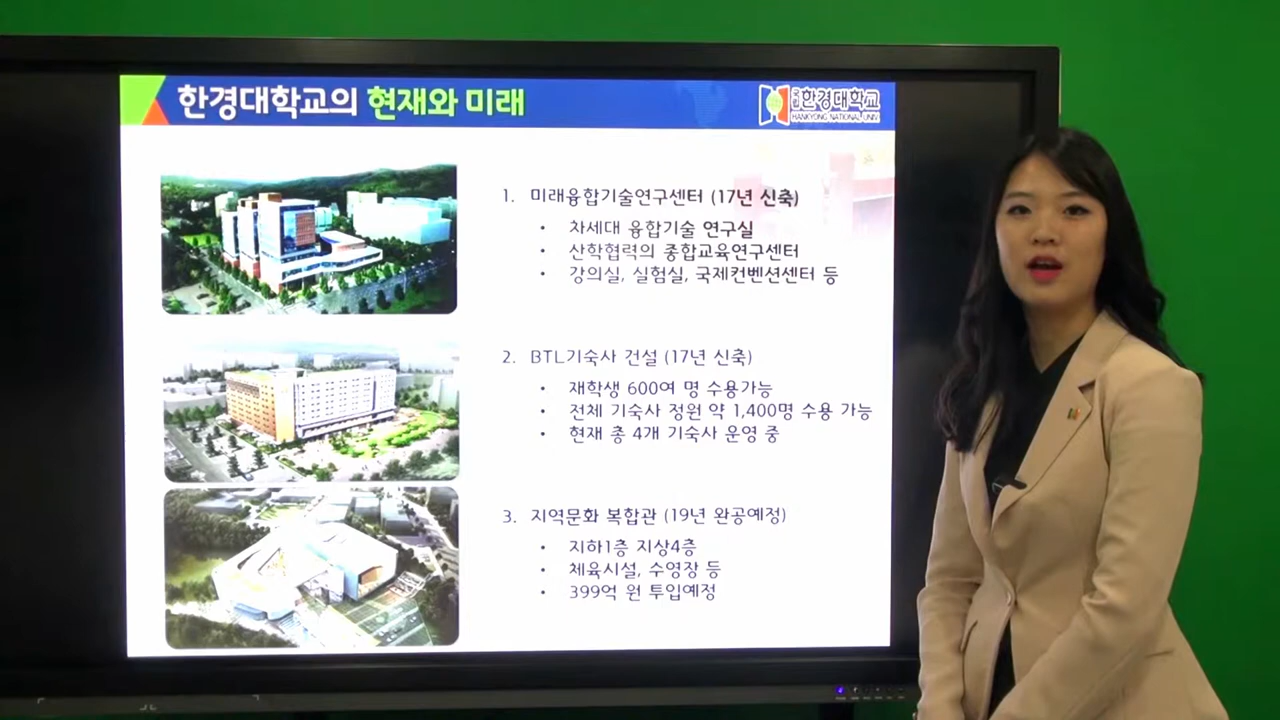 한경대학교의 현재와 미래
국립 한경대학교
HANKYONG NATIONAL UNIV.
1. 미래융합기술연구센터 (17년 신축)
• 차세대 융합기술 연구실
• 산학협력의 종합교육연구센터
• 강의실, 실험실, 국제컨벤션센터 등
2. BTL기숙사 건설 (17년 신축)
• 재학생 600여 명 수용가능
• 전체 기숙사 정원 약 1,400명 수용 가능
• 현재 총 4개 기숙사 운영 중
3. 지역문화 복합관 (19년 완공예정)
• 지하1층 지상4층
• 체육시설, 수영장 등
• 399억 원 투입예정